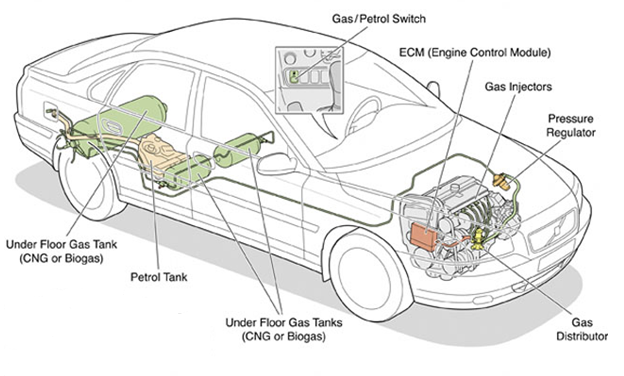 Gas/Petrol Switch
ECM (Engine Control Module)
Gas Injectors
Pressure
Regulator
Under Floor Gas Tank
(CNG or Biogas)
Petrol Tank
Under Floor Gas Tanks
(CNG or Biogas)
Gas
Distributor